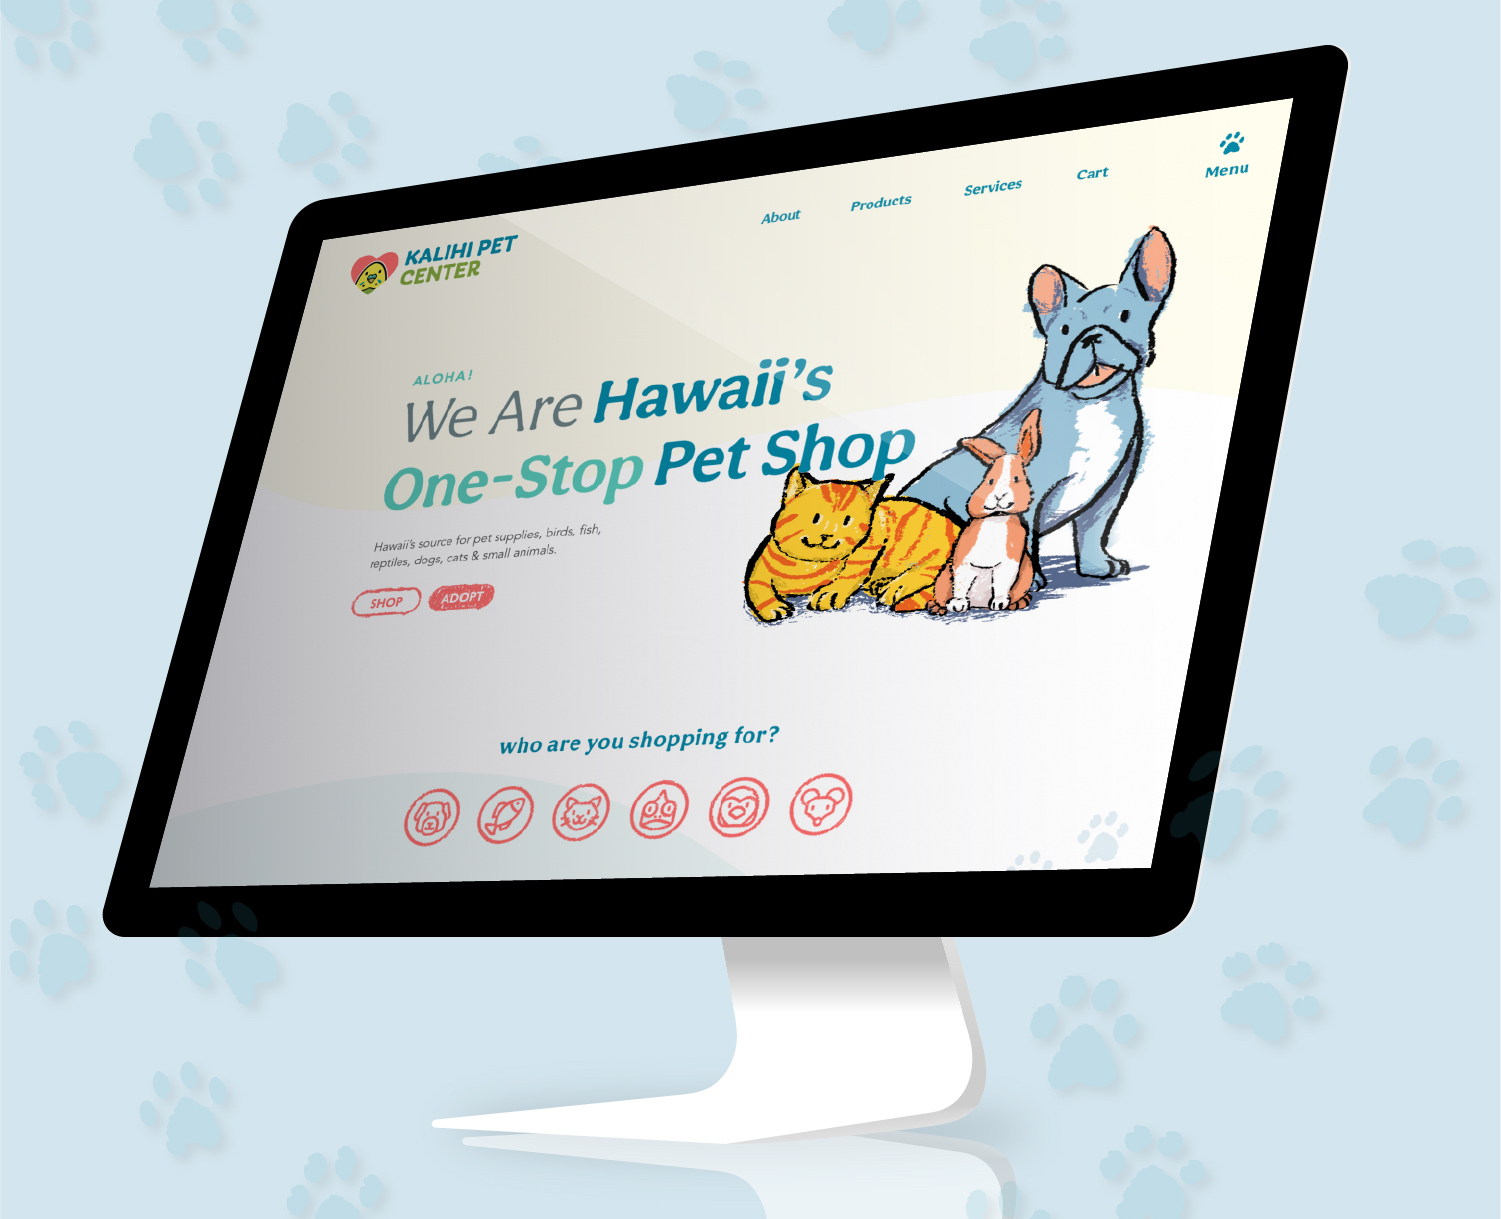 KALIHI PET
CENTER
About
Products
Services
Cart
Menu
ALOHA!
We Are Hawaii's
One-Stop Pet Shop
Hawaii's source for pet supplies, birds, fish,
reptiles, dogs, cats & small animals.
SHOP
ADOPT
who are you shopping for?